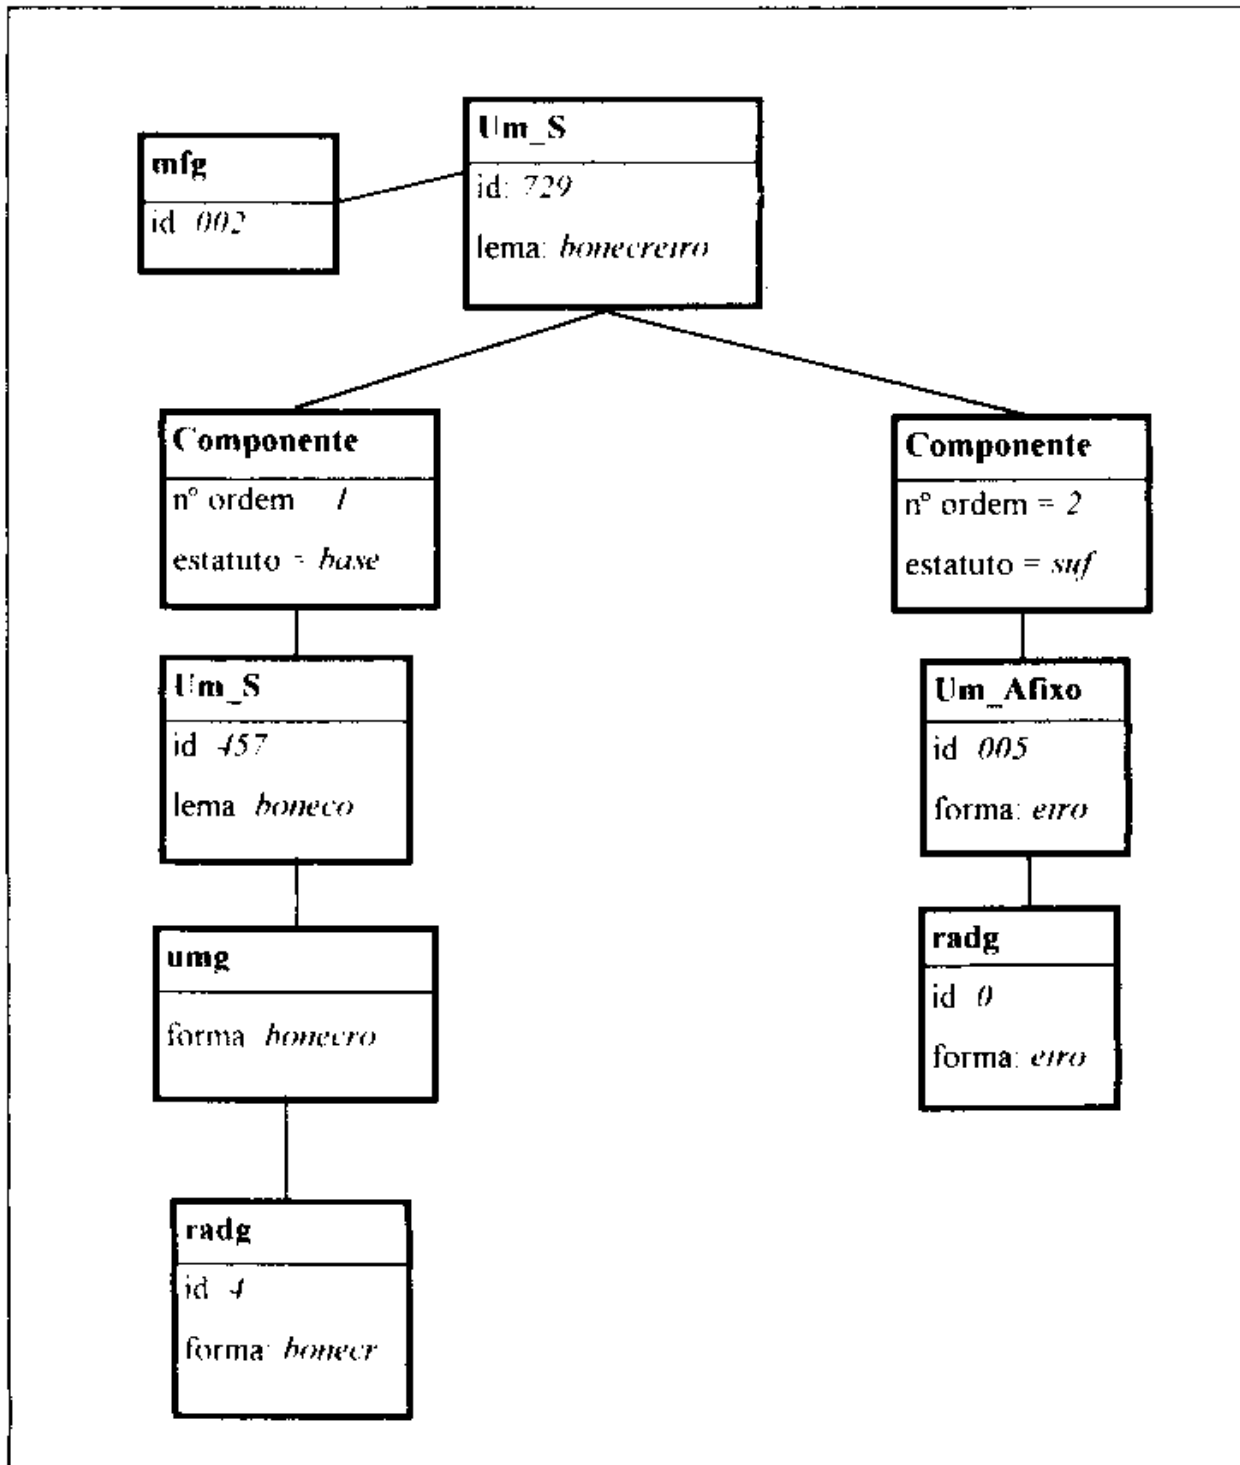 Um_S
id: 729
lema: bonecreiro
mfg
id 002
Componente
nº ordem 1
estatuto = base
Componente
nº ordem = 2
estatuto = suf
Um_S
id 457
lema boneco
Um_Afixo
id 005
forma: eiro
umg
forma bonecro
radg
id 0
forma: eiro
radg
id 4
forma: bonecr